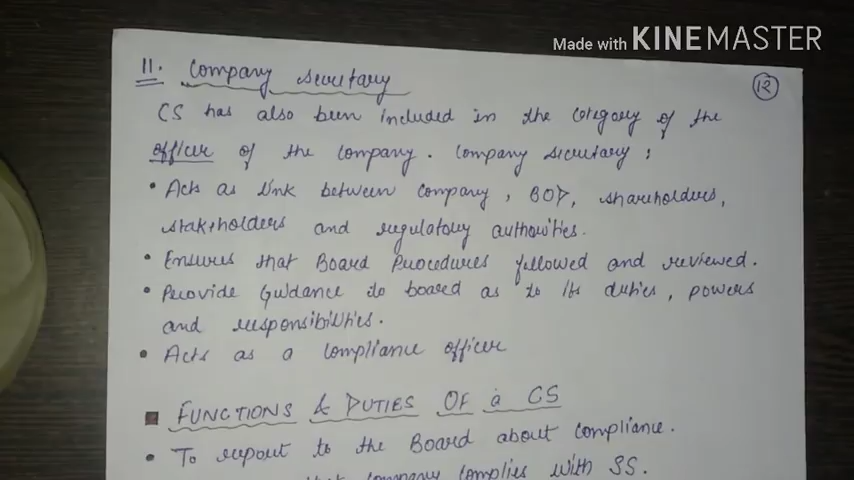 Made with KINEMASTER
11. Company secretary
12
CS has also been included in the category of the
officer of the company. Company secretary:
• Acts as link between company, BOD, shareholders,
stakeholders and regulatory authorities.
• Ensures that Board Procedures followed and reviewed.
• Provide Guidance to board as to its duties, powers
and responsibilities.
• Acts as a compliance officer
■ FUNCTIONS & DUTIES OF a CS
• To report to the Board about compliance.
that company complies with SS.